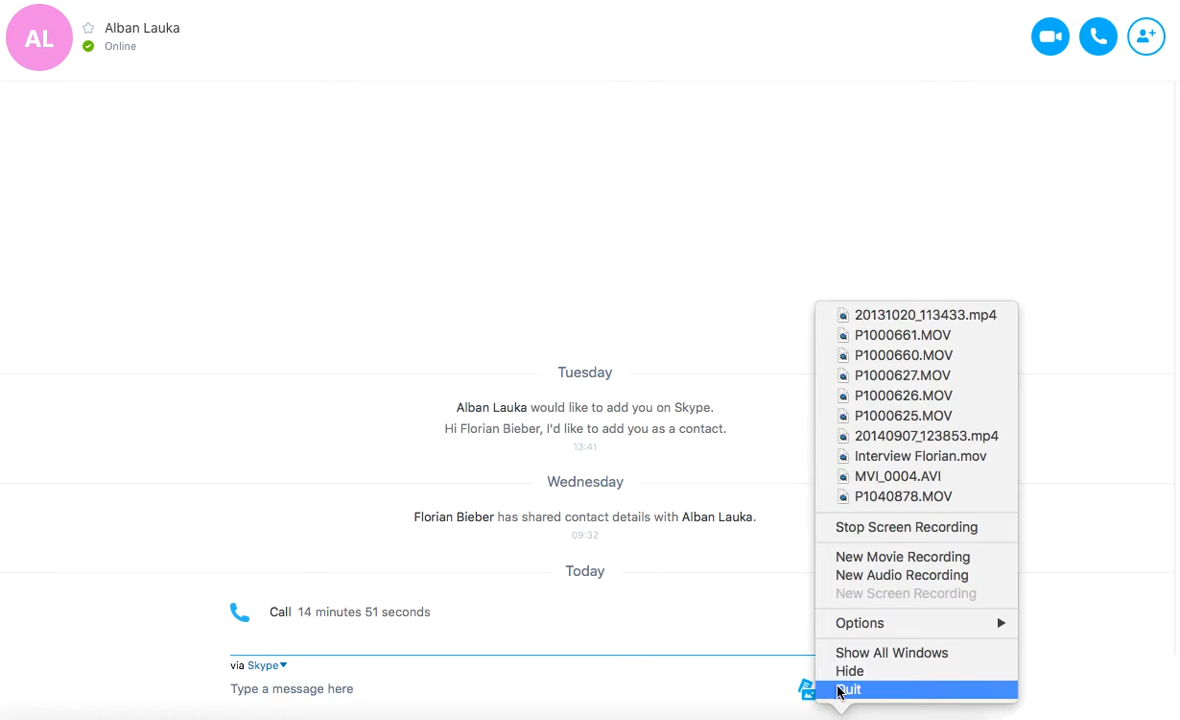 AL
Alban Lauka
Online
Tuesday
Alban Lauka would like to add you on Skype.
Hi Florian Bieber, I'd like to add you as a contact.
13:41
Wednesday
Florian Bieber has shared contact details with Alban Lauka.
09:32
Today
Call 14 minutes 51 seconds
via Skype
Type a message here
20131020_113433.mp4
P1000661.MOV
P1000660.MOV
P1000627.MOV
P1000626.MOV
P1000625.MOV
20140907_123853.mp4
Interview Florian.mov
MVI_0004.AVI
P1040878.MOV
Stop Screen Recording
New Movie Recording
New Audio Recording
New Screen Recording
Options
Show All Windows
Hide
Quit